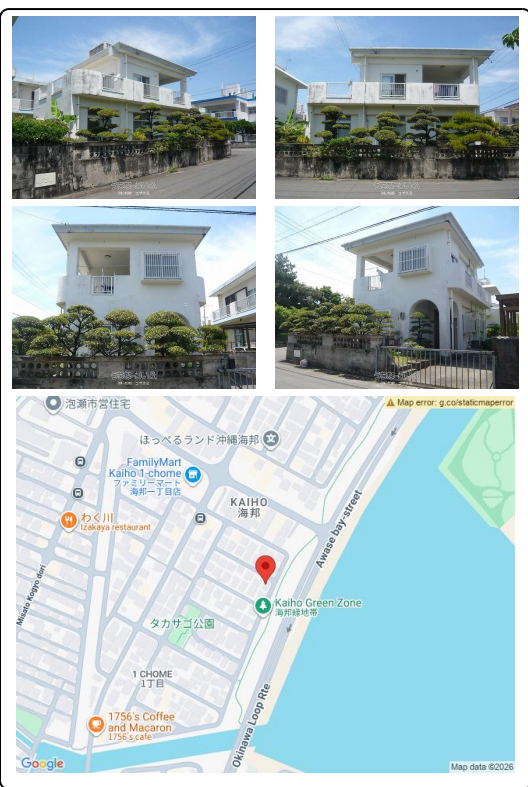 泡瀬市営住宅
Map error: g.co/staticmaperror
ほっぺるランド沖縄海邦
FamilyMart
Kaiho 1-chome
ファミリーマート
海邦一丁目店
KAIHO
海邦
わぐ川
Izakaya restaurant
Awase bay-street
Misato Kogyo dori
Kaiho Green Zone
海邦緑地帯
タカサゴ公園
1 CHOME
1丁目
1756's Coffee
and Macaron
1756's cafe
Okinawa Loop Rte
Google
Map data ©2026